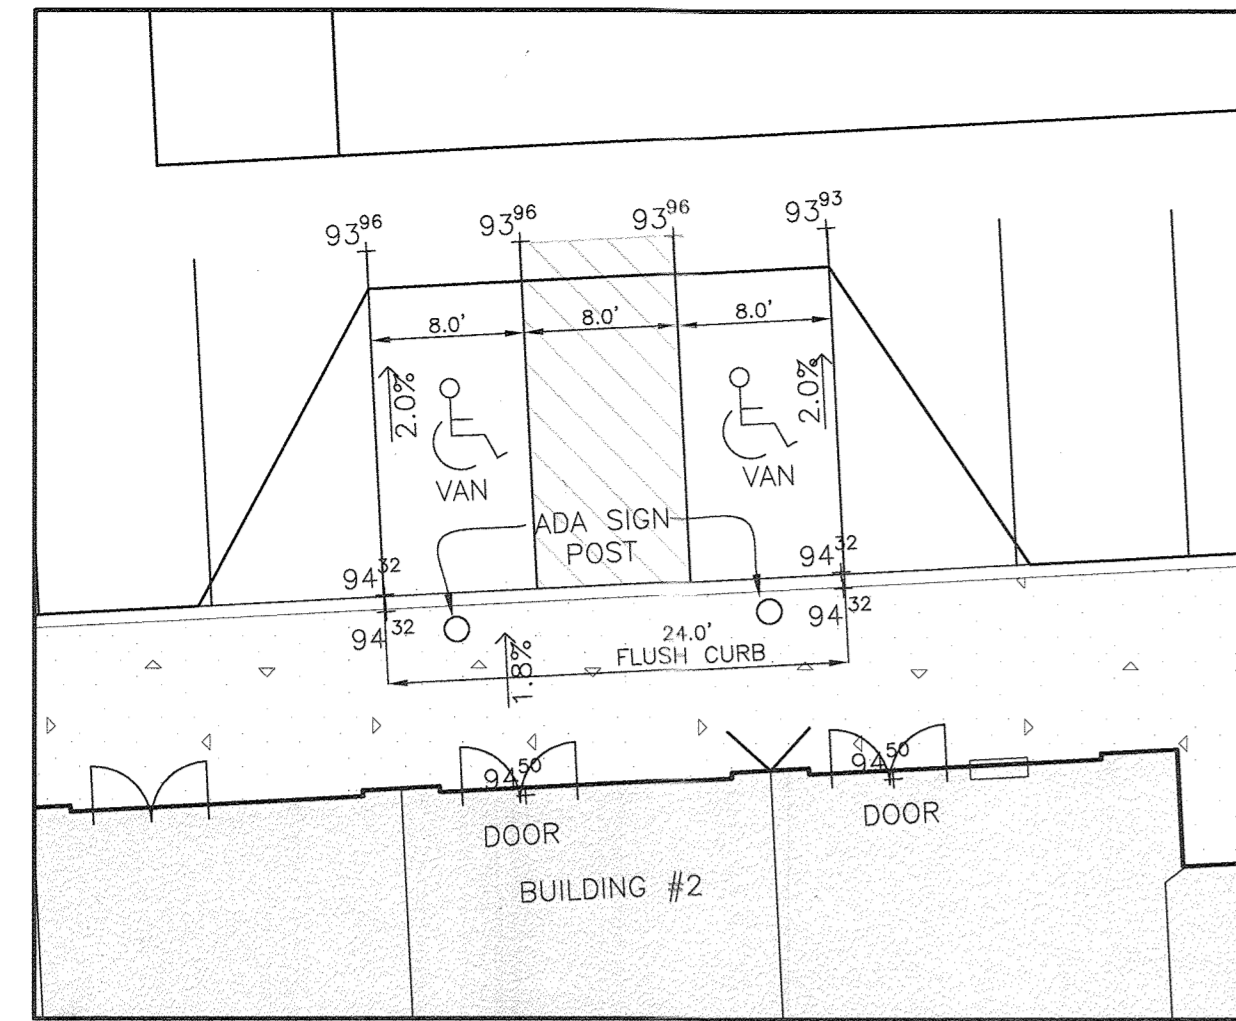 93⁹⁶
93⁹⁶
93⁹⁶
93⁹³
8.0'
8.0'
8.0'
2.0%
2.0%
VAN
VAN
ADA SIGN
POST
94³²
94³²
94³²
94³²
24.0'
FLUSH CURB
1.8%
94⁵⁰
94⁵⁰
DOOR
DOOR
BUILDING #2